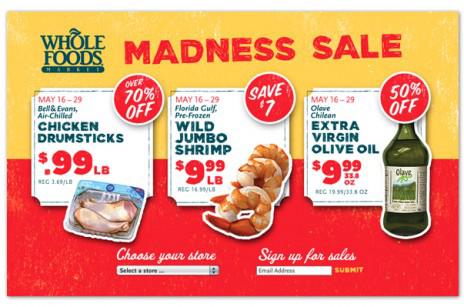 WHOLE
FOODS
MARKET
MADNESS SALE
MAY 16–29
Bell & Evans,
Air-Chilled
CHICKEN
DRUMSTICKS
$.99 LB
REG 3.69/LB
OVER
70%
OFF
MAY 16–29
Florida Gulf,
Pre-Frozen
WILD
JUMBO
SHRIMP
$9.99
LB
REG 16.99/LB
SAVE
$7
MAY 16–29
Olave
Chilean
EXTRA
VIRGIN
OLIVE OIL
$9.99
33.8
OZ
REG 19.99/33.8 OZ
50%
OFF
Olave
Choose your store
Select a store ...
Sign up for sales
Email Address
SUBMIT